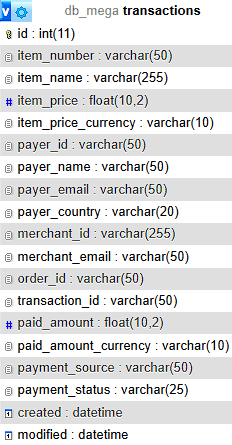 db_mega transactions
id : int(11)
item_number : varchar(50)
item_name : varchar(255)
item_price : float(10,2)
item_price_currency : varchar(10)
payer_id : varchar(50)
payer_name : varchar(50)
payer_email : varchar(50)
payer_country : varchar(20)
merchant_id : varchar(255)
merchant_email : varchar(50)
order_id : varchar(50)
transaction_id : varchar(50)
paid_amount : float(10,2)
paid_amount_currency : varchar(10)
payment_source : varchar(50)
payment_status : varchar(25)
created : datetime
modified : datetime